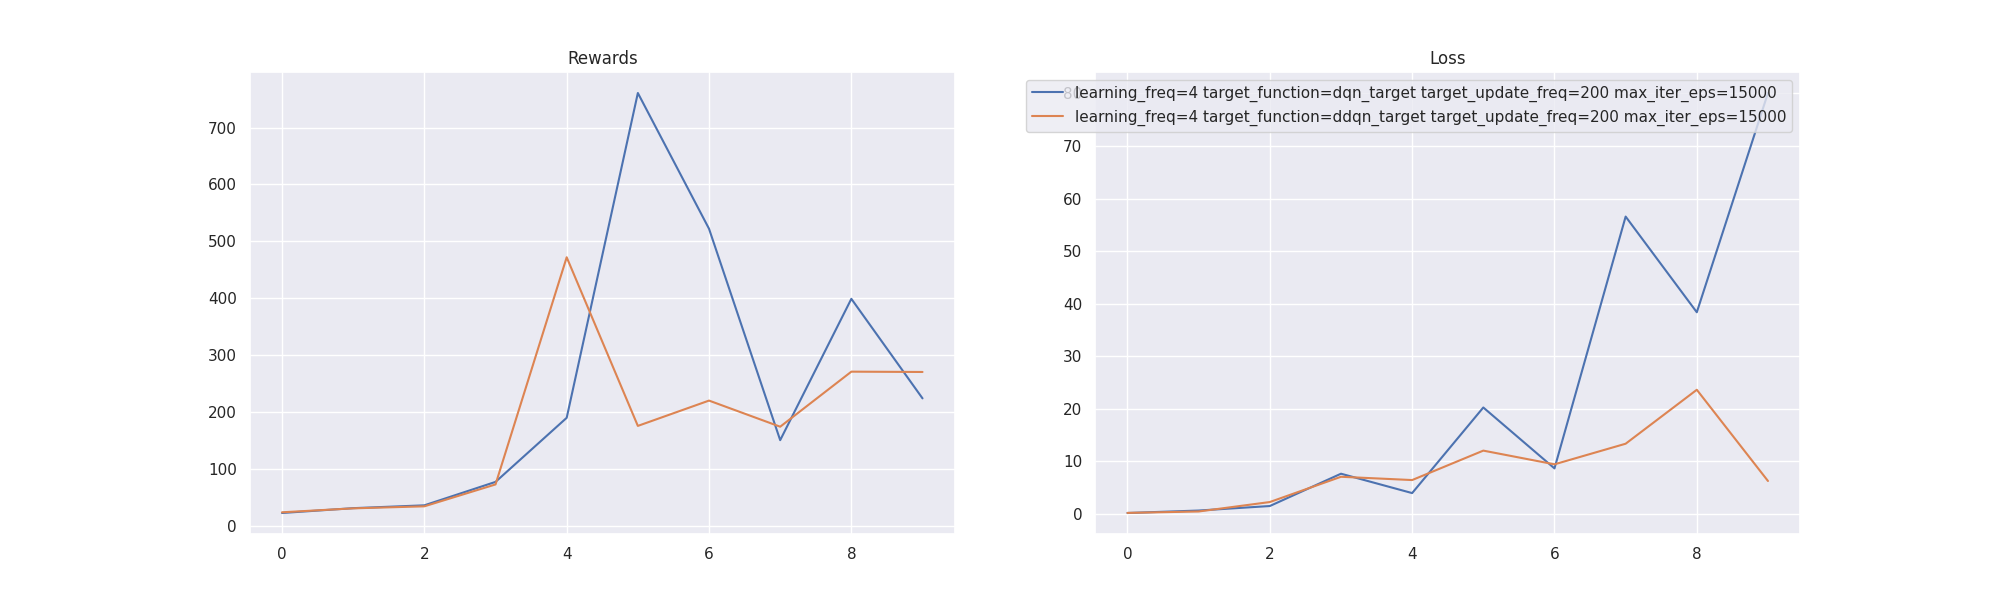 Rewards
Loss
learning_freq=4 target_function=dqn_target target_update_freq=200 max_iter_eps=15000
learning_freq=4 target_function=ddqn_target target_update_freq=200 max_iter_eps=15000
700
600
500
400
300
200
100
0
0 2 4 6 8
80
70
60
50
40
30
20
10
0
0 2 4 6 8